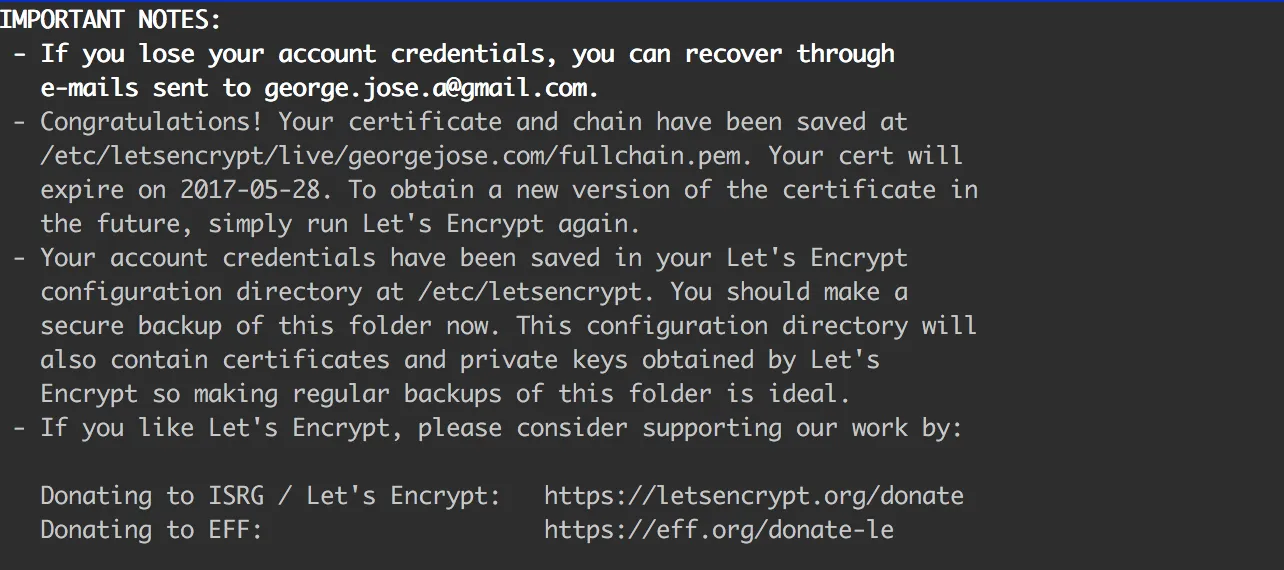 IMPORTANT NOTES:
- If you lose your account credentials, you can recover through
e-mails sent to george.jose.a@gmail.com.
- Congratulations! Your certificate and chain have been saved at
/etc/letsencrypt/live/georgejose.com/fullchain.pem. Your cert will
expire on 2017-05-28. To obtain a new version of the certificate in
the future, simply run Let's Encrypt again.
- Your account credentials have been saved in your Let's Encrypt
configuration directory at /etc/letsencrypt. You should make a
secure backup of this folder now. This configuration directory will
also contain certificates and private keys obtained by Let's
Encrypt so making regular backups of this folder is ideal.
- If you like Let's Encrypt, please consider supporting our work by:
Donating to ISRG / Let's Encrypt: https://letsencrypt.org/donate
Donating to EFF: https://eff.org/donate-le